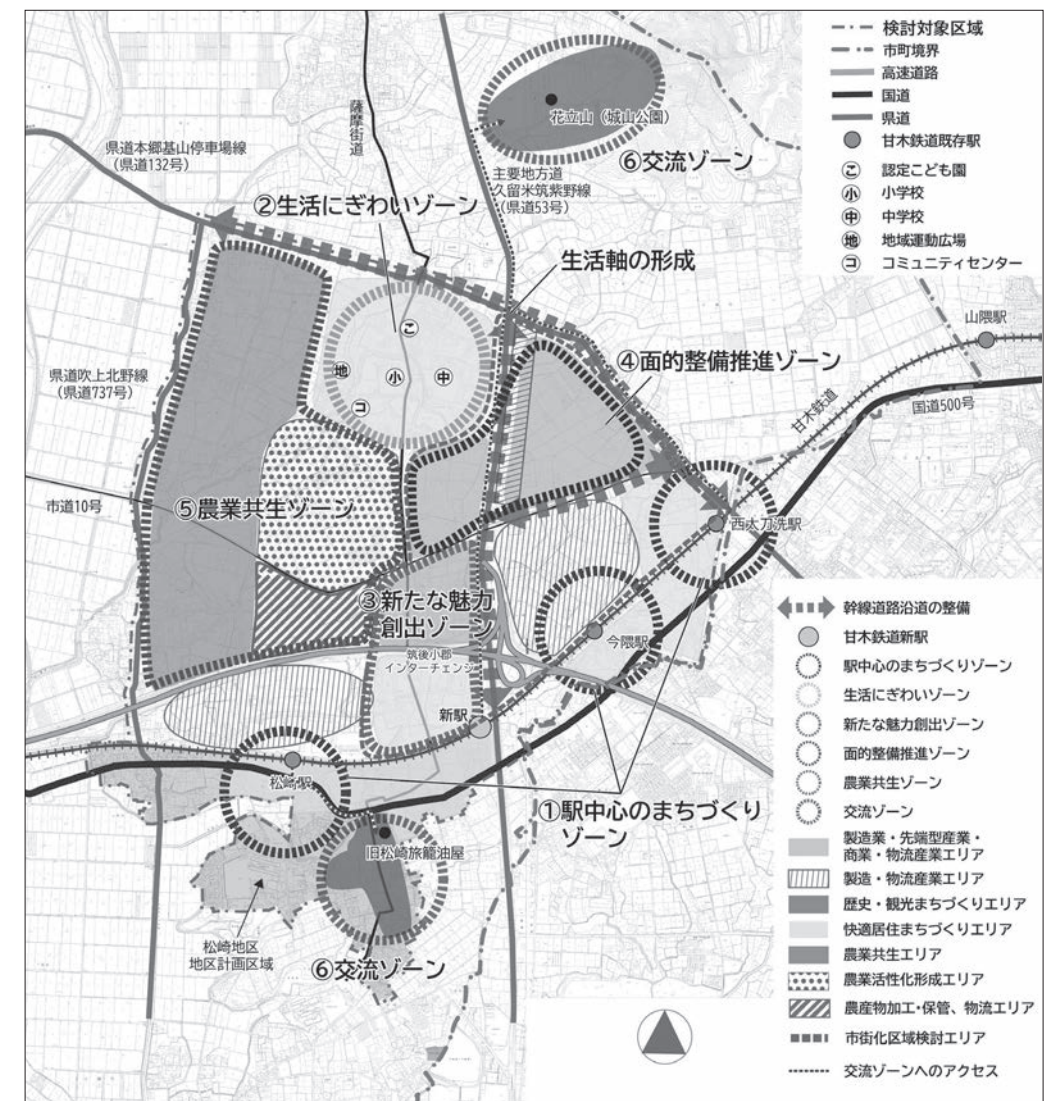 検討対象区域
市町境界
高速道路
国道
県道
甘木鉄道既存駅
こ 認定こども園
小 小学校
中 中学校
地 地域運動広場
コ コミュニティセンター
薩摩街道
花立山（城山公園）
⑥交流ゾーン
県道本郷基山停車場線
（県道132号）
主要地方道
久留米筑紫野線
（県道53号）
②生活にぎわいゾーン
生活軸の形成
山隈駅
こ
地
小
中
コ
④面的整備推進ゾーン
県道吹上北野線
（県道737号）
甘木鉄道
国道500号
市道10号
⑤農業共生ゾーン
西太刀洗駅
③新たな魅力
創出ゾーン
今隈駅
筑後小郡
インターチェンジ
新駅
松崎駅
①駅中心のまちづくり
ゾーン
旧松崎旅籠油屋
松崎地区
地区計画区域
⑥交流ゾーン
幹線道路沿道の整備
甘木鉄道新駅
駅中心のまちづくりゾーン
生活にぎわいゾーン
新たな魅力創出ゾーン
面的整備推進ゾーン
農業共生ゾーン
交流ゾーン
製造業・先端型産業・
商業・物流産業エリア
製造・物流産業エリア
歴史・観光まちづくりエリア
快適居住まちづくりエリア
農業共生エリア
農業活性化形成エリア
農産物加工・保管、物流エリア
市街化区域検討エリア
交流ゾーンへのアクセス